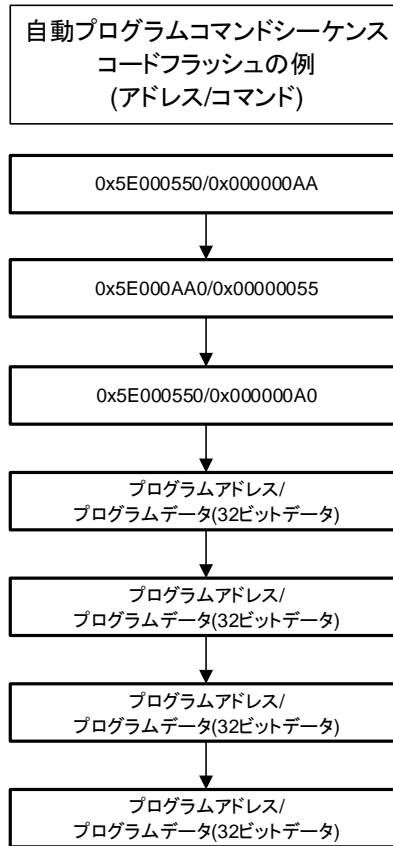 自動プログラムコマンドシーケンス
コードフラッシュの例
(アドレス/コマンド)
0x5E000550/0x000000AA
0x5E000AA0/0x00000055
0x5E000550/0x000000A0
プログラムアドレス/
プログラムデータ(32ビットデータ)
プログラムアドレス/
プログラムデータ(32ビットデータ)
プログラムアドレス/
プログラムデータ(32ビットデータ)
プログラムアドレス/
プログラムデータ(32ビットデータ)